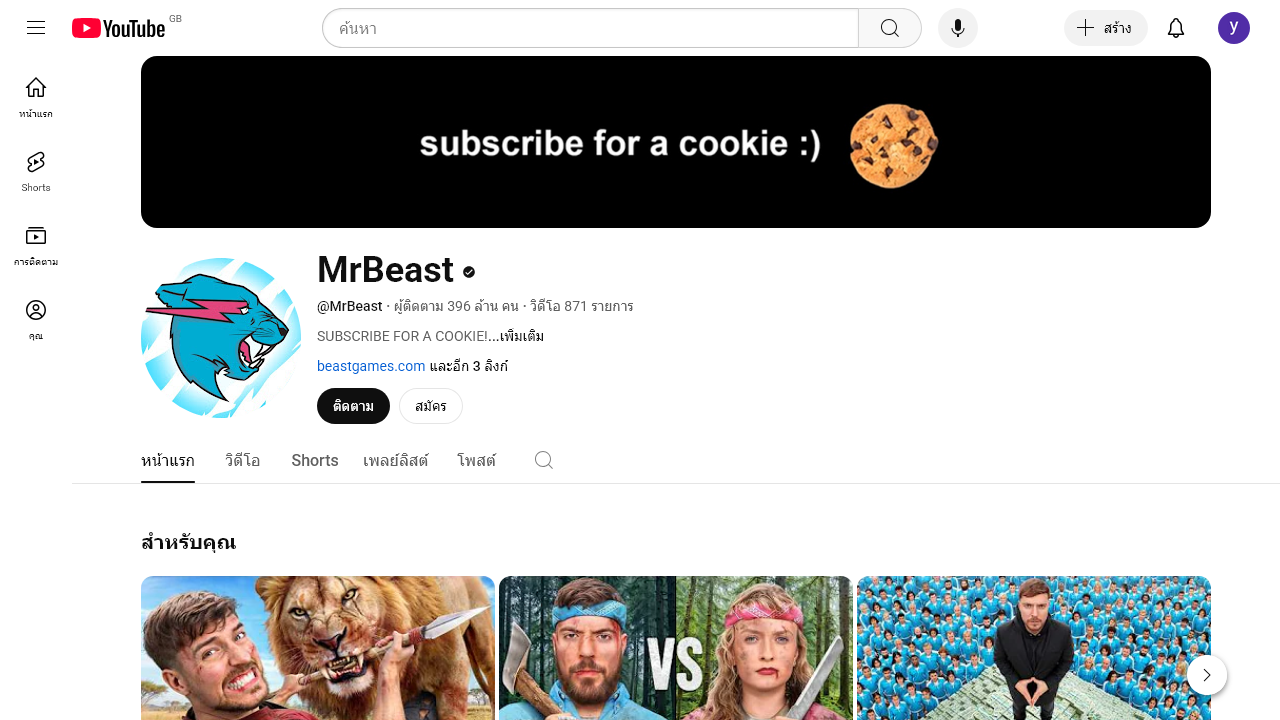 YouTube GB
ค้นหา
สร้าง
y
หน้าแรก
Shorts
การติดตาม
คุณ
subscribe for a cookie :)
MrBeast
@MrBeast · ผู้ติดตาม 396 ล้าน คน · วิดีโอ 871 รายการ
SUBSCRIBE FOR A COOKIE!...เพิ่มเติม
beastgames.com และอีก 3 ลิงก์
ติดตาม สมัคร
หน้าแรก วิดีโอ Shorts เพลย์ลิสต์ โพสต์
สำหรับคุณ
VS